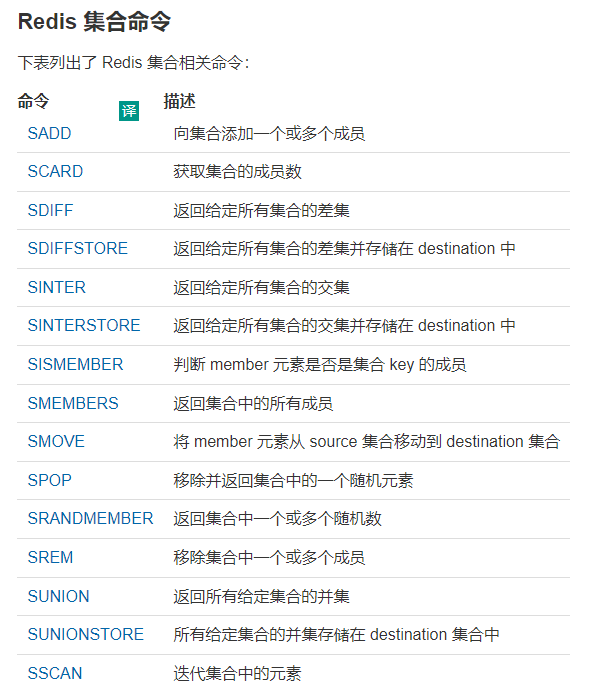 Redis 集合命令
下表列出了 Redis 集合相关命令：
命令 译 描述
SADD 向集合添加一个或多个成员
SCARD 获取集合的成员数
SDIFF 返回给定所有集合的差集
SDIFFSTORE 返回给定所有集合的差集并存储在 destination 中
SINTER 返回给定所有集合的交集
SINTERSTORE 返回给定所有集合的交集并存储在 destination 中
SISMEMBER 判断 member 元素是否是集合 key 的成员
SMEMBERS 返回集合中的所有成员
SMOVE 将 member 元素从 source 集合移动到 destination 集合
SPOP 移除并返回集合中的一个随机元素
SRANDMEMBER 返回集合中一个或多个随机数
SREM 移除集合中一个或多个成员
SUNION 返回所有给定集合的并集
SUNIONSTORE 所有给定集合的并集存储在 destination 集合中
SSCAN 迭代集合中的元素